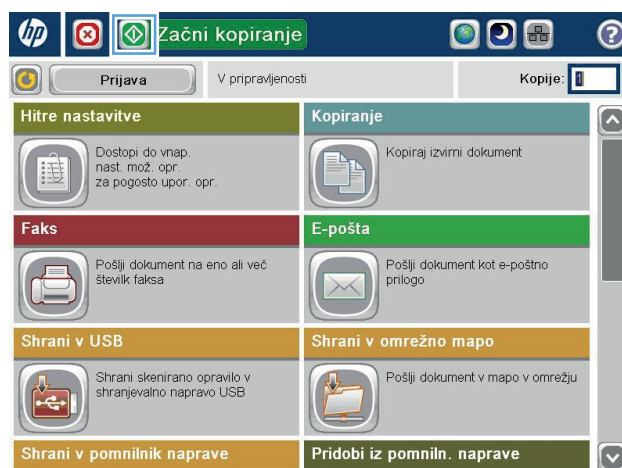 hp
Začni kopiranje
?
Prijava
V pripravljenosti
Kopije: 1
Hitre nastavitve
Dostopi do vnap.
nast. mož. opr.
za pogosto upor. opr.
Kopiranje
Kopiraj izvirni dokument
Faks
Pošlji dokument na eno ali več
številk faksa
E-pošta
Pošlji dokument kot e-poštno
prilogo
Shrani v USB
Shrani skenirano opravilo v
shranjevalno napravo USB
Shrani v omrežno mapo
Pošlji dokument v mapo v omrežju
Shrani v pomnilnik naprave
Pridobi iz pomniln. naprave